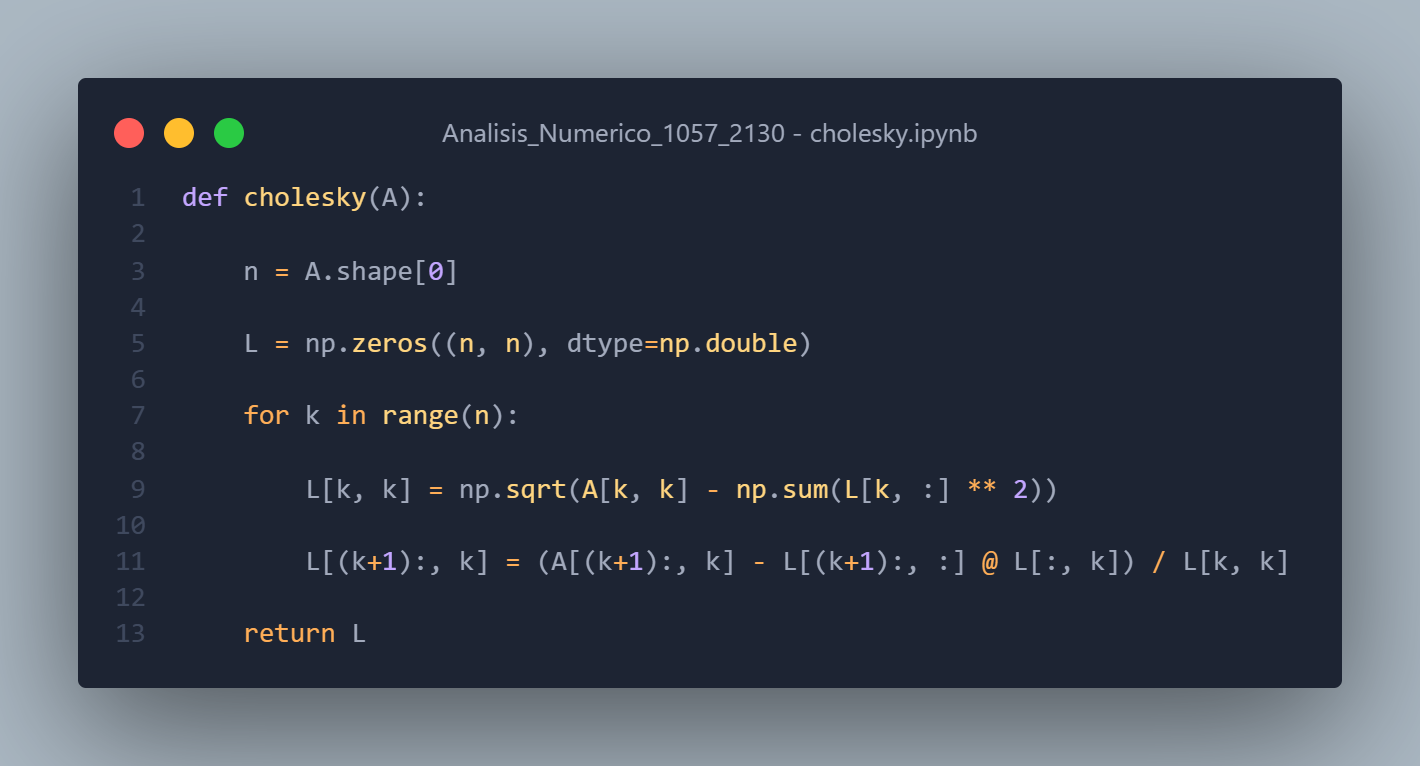 Analisis_Numerico_1057_2130 - cholesky.ipynb
1 def cholesky(A):
2
3     n = A.shape[0]
4
5     L = np.zeros((n, n), dtype=np.double)
6
7     for k in range(n):
8
9         L[k, k] = np.sqrt(A[k, k] - np.sum(L[k, :] ** 2))
10
11         L[(k+1):, k] = (A[(k+1):, k] - L[(k+1):, :] @ L[:, k]) / L[k, k]
12
13     return L